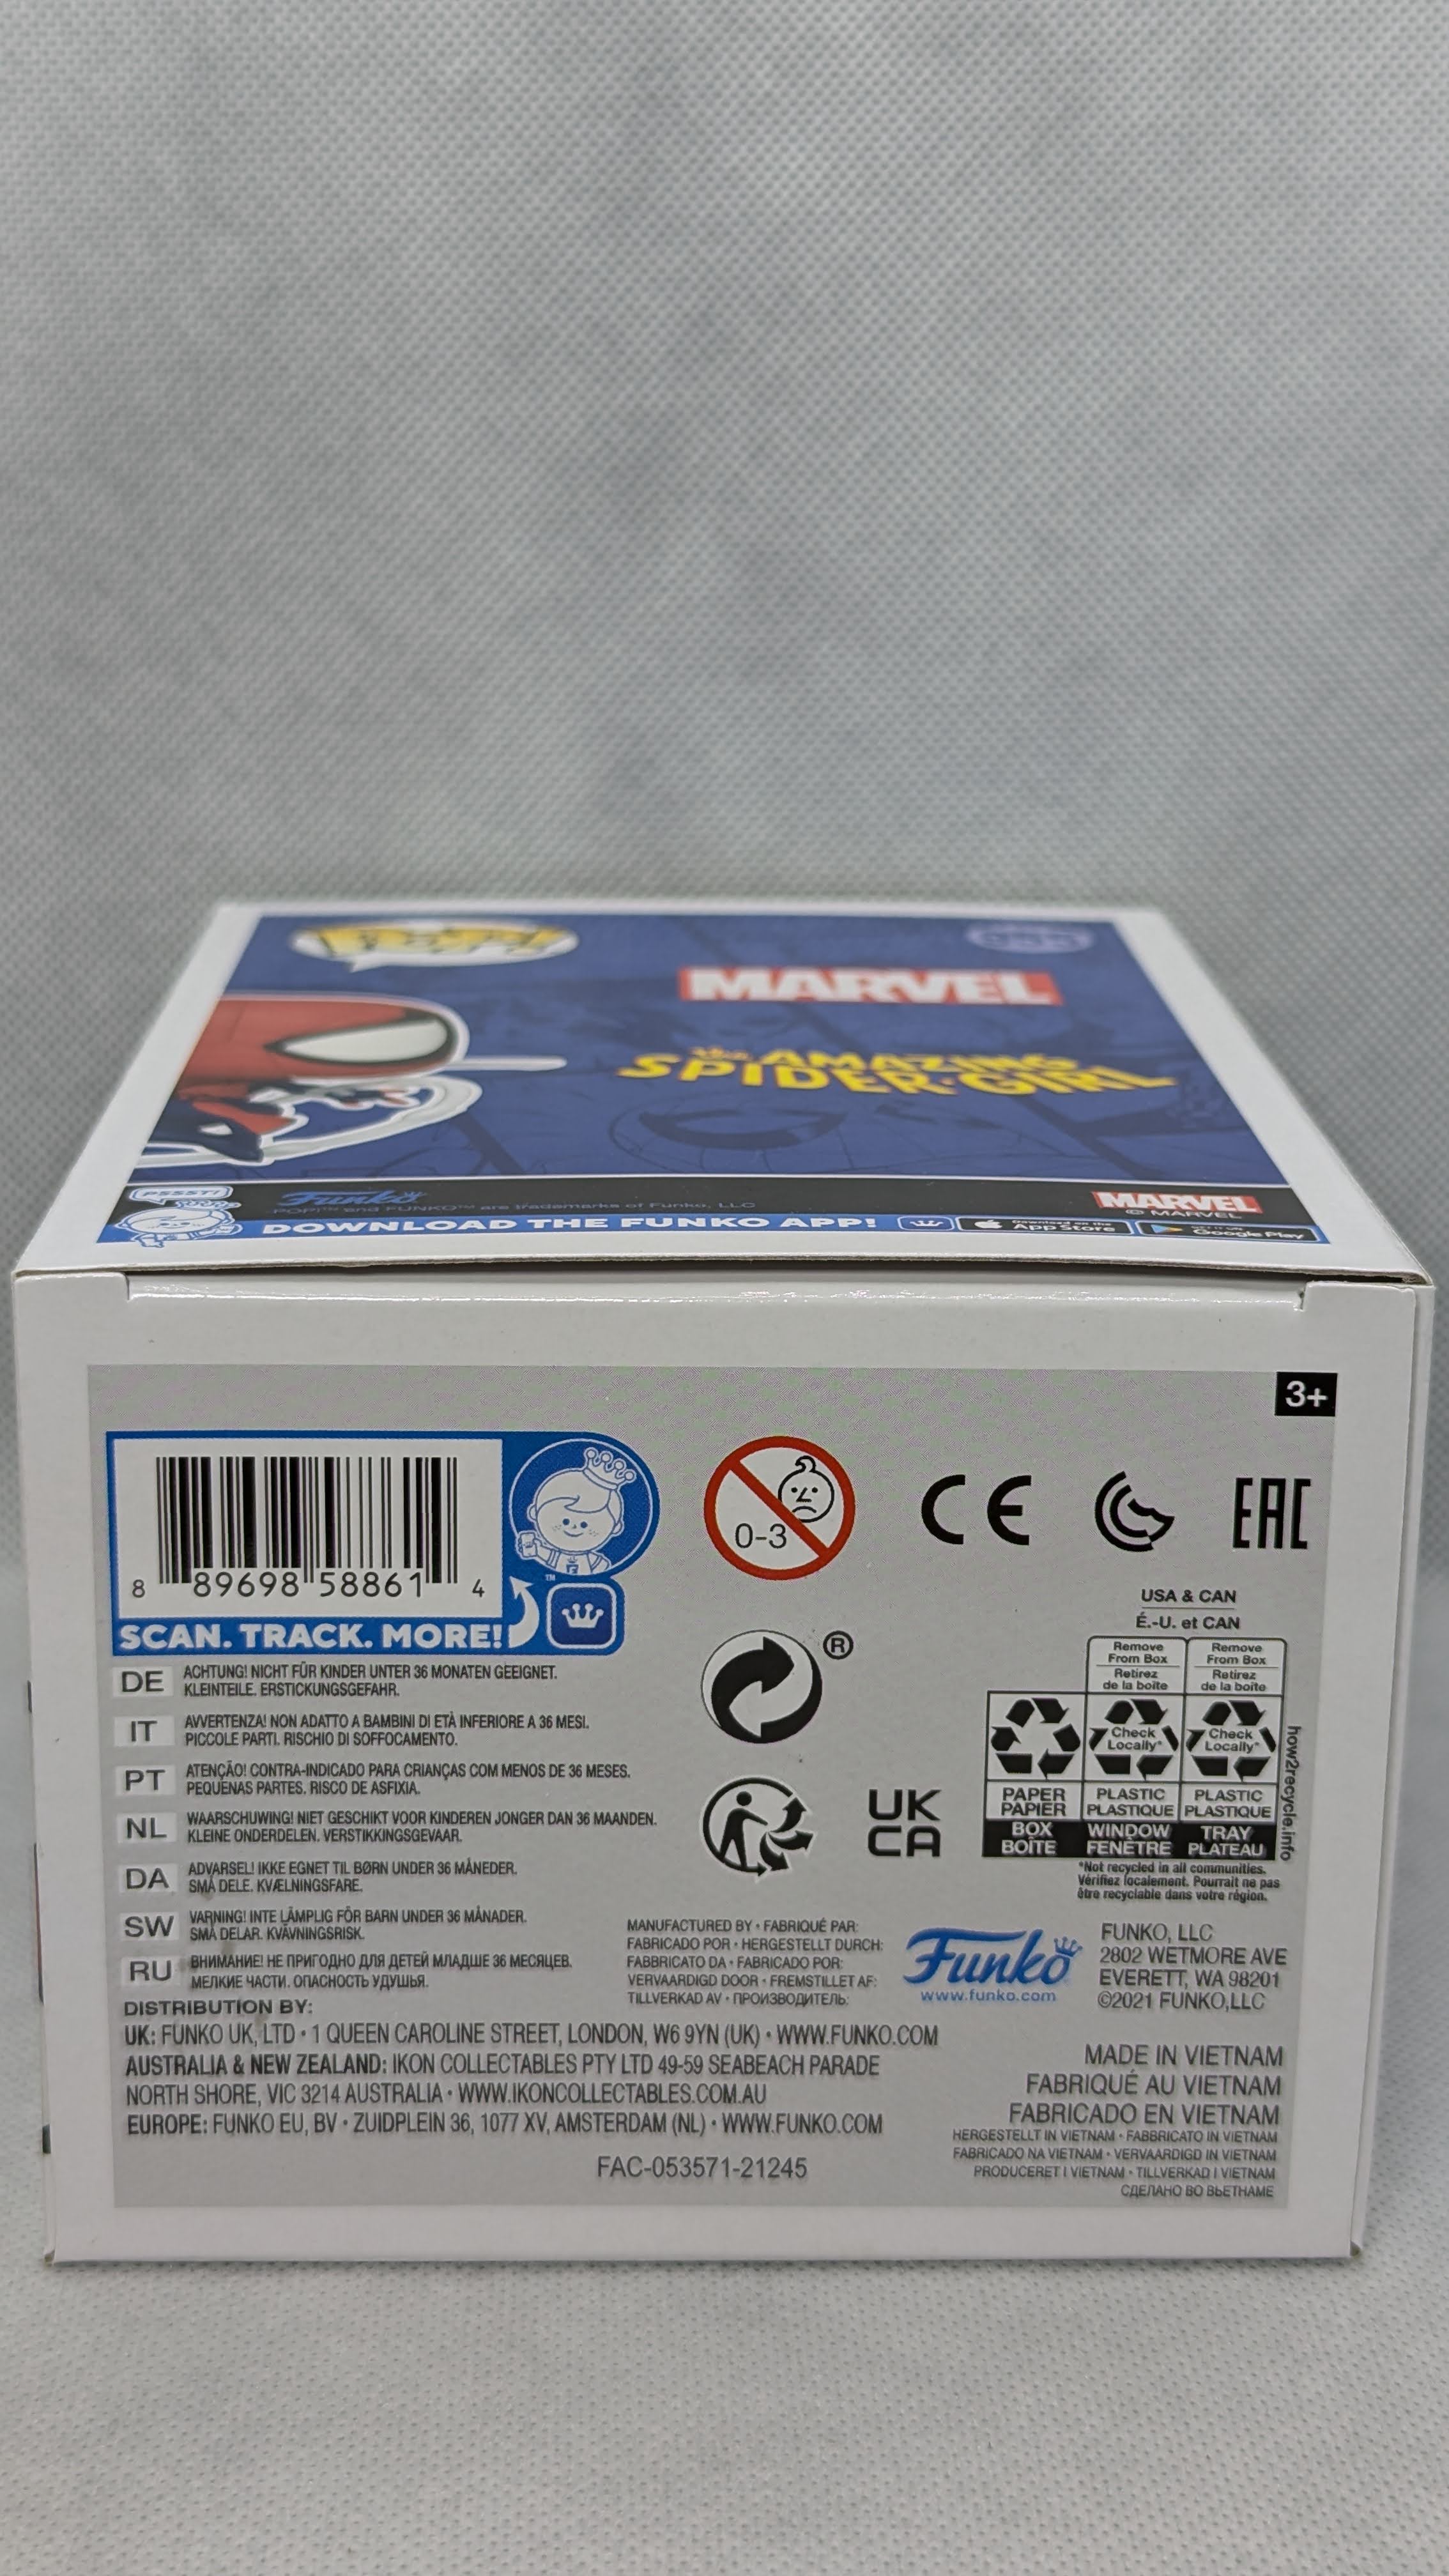 POP!
MARVEL
the AMAZING
SPIDER-GIRL
PSSST!
Funko
POP!™ and FUNKO™ are trademarks of Funko, LLC
MARVEL
© MARVEL
DOWNLOAD THE FUNKO APP!
Download on the
App Store
GET IT ON
Google Play
3+
8 89698 58861 4
TM
SCAN. TRACK. MORE!
0-3
CE
EAC
®
UK
CA
USA & CAN
É.-U. et CAN
Remove
From Box
Retirez
de la boîte
Remove
From Box
Retirez
de la boîte
Check
Locally*
Check
Locally*
PAPER
PAPIER
PLASTIC
PLASTIQUE
PLASTIC
PLASTIQUE
BOX
BOÎTE
WINDOW
FENÊTRE
TRAY
PLATEAU
how2recycle.info
*Not recycled in all communities.
Vérifiez localement. Pourrait ne pas
être recyclable dans votre région.
DE ACHTUNG! NICHT FÜR KINDER UNTER 36 MONATEN GEEIGNET.
KLEINTEILE. ERSTICKUNGSGEFAHR.
IT AVVERTENZA! NON ADATTO A BAMBINI DI ETÀ INFERIORE A 36 MESI.
PICCOLE PARTI. RISCHIO DI SOFFOCAMENTO.
PT ATENÇÃO! CONTRA-INDICADO PARA CRIANÇAS COM MENOS DE 36 MESES.
PEQUENAS PARTES. RISCO DE ASFIXIA.
NL WAARSCHUWING! NIET GESCHIKT VOOR KINDEREN JONGER DAN 36 MAANDEN.
KLEINE ONDERDELEN. VERSTIKKINGSGEVAAR.
DA ADVARSEL! IKKE EGNET TIL BØRN UNDER 36 MÅNEDER.
SMÅ DELE. KVÆLNINGSFARE.
SW VARNING! INTE LÄMPLIG FÖR BARN UNDER 36 MÅNADER.
SMÅ DELAR. KVÄVNINGSRISK.
RU ВНИМАНИЕ! НЕ ПРИГОДНО ДЛЯ ДЕТЕЙ МЛАДШЕ 36 МЕСЯЦЕВ.
МЕЛКИЕ ЧАСТИ. ОПАСНОСТЬ УДУШЬЯ.
MANUFACTURED BY • FABRIQUÉ PAR:
FABRICADO POR • HERGESTELLT DURCH:
FABBRICATO DA • FABRICADO POR:
VERVAARDIGD DOOR • FREMSTILLET AF:
TILLVERKAD AV • ПРОИЗВОДИТЕЛЬ:
Funko
www.funko.com
FUNKO, LLC
2802 WETMORE AVE
EVERETT, WA 98201
©2021 FUNKO,LLC
DISTRIBUTION BY:
UK: FUNKO UK, LTD • 1 QUEEN CAROLINE STREET, LONDON, W6 9YN (UK) • WWW.FUNKO.COM
AUSTRALIA & NEW ZEALAND: IKON COLLECTABLES PTY LTD 49-59 SEABEACH PARADE
NORTH SHORE, VIC 3214 AUSTRALIA • WWW.IKONCOLLECTABLES.COM.AU
EUROPE: FUNKO EU, BV • ZUIDPLEIN 36, 1077 XV, AMSTERDAM (NL) • WWW.FUNKO.COM
FAC-053571-21245
MADE IN VIETNAM
FABRIQUÉ AU VIETNAM
FABRICADO EN VIETNAM
HERGESTELLT IN VIETNAM • FABBRICATO IN VIETNAM
FABRICADO NA VIETNAM • VERVAARDIGD IN VIETNAM
PRODUCERET I VIETNAM • TILLVERKAD I VIETNAM
СДЕЛАНО ВО ВЬЕТНАМЕ